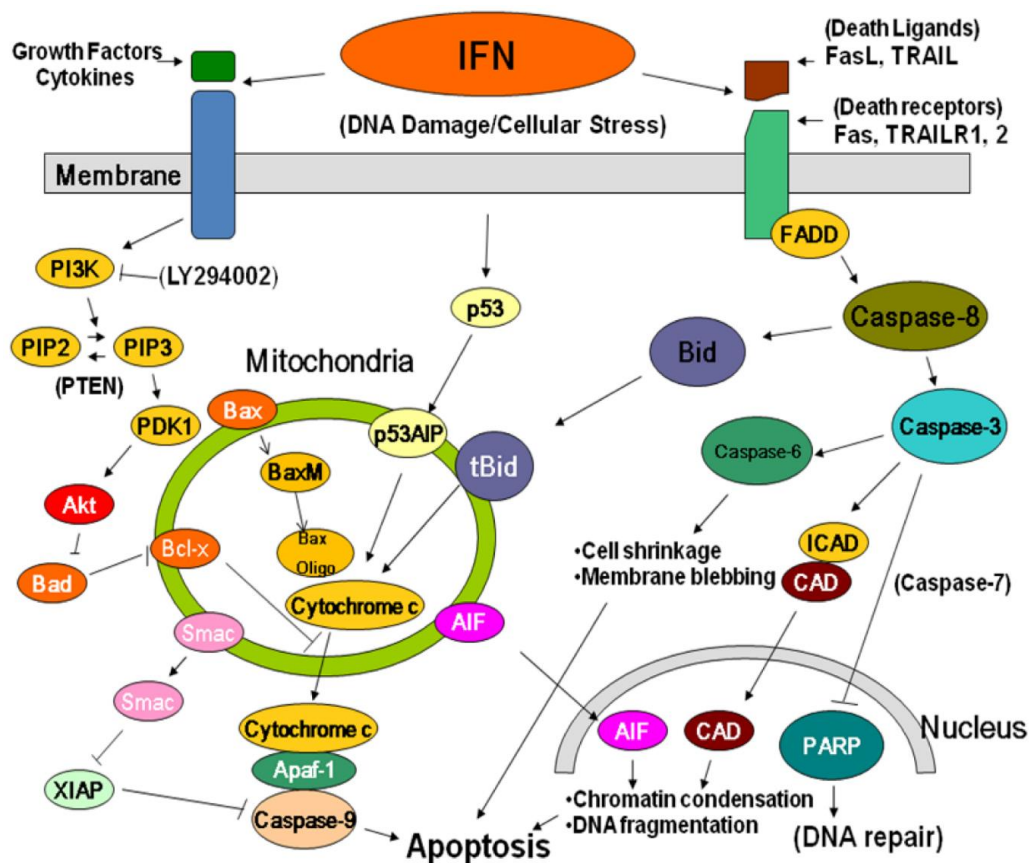 Growth Factors
Cytokines
IFN
(Death Ligands)
FasL, TRAIL
(DNA Damage/Cellular Stress)
(Death receptors)
Fas, TRAILR1, 2
Membrane
FADD
PI3K
(LY294002)
p53
Caspase-8
Bid
PIP2
PIP3
(PTEN)
Mitochondria
PDK1
Bax
p53AIP
tBid
Caspase-6
Caspase-3
BaxM
Akt
Bax
Oligo
ICAD
CAD
(Caspase-7)
•Cell shrinkage
•Membrane blebbing
Bad
Bcl-x
Cytochrome c
AIF
Smac
Smac
Cytochrome c
Apaf-1
Caspase-9
XIAP
AIF
CAD
PARP
Nucleus
•Chromatin condensation
•DNA fragmentation
Apoptosis
(DNA repair)